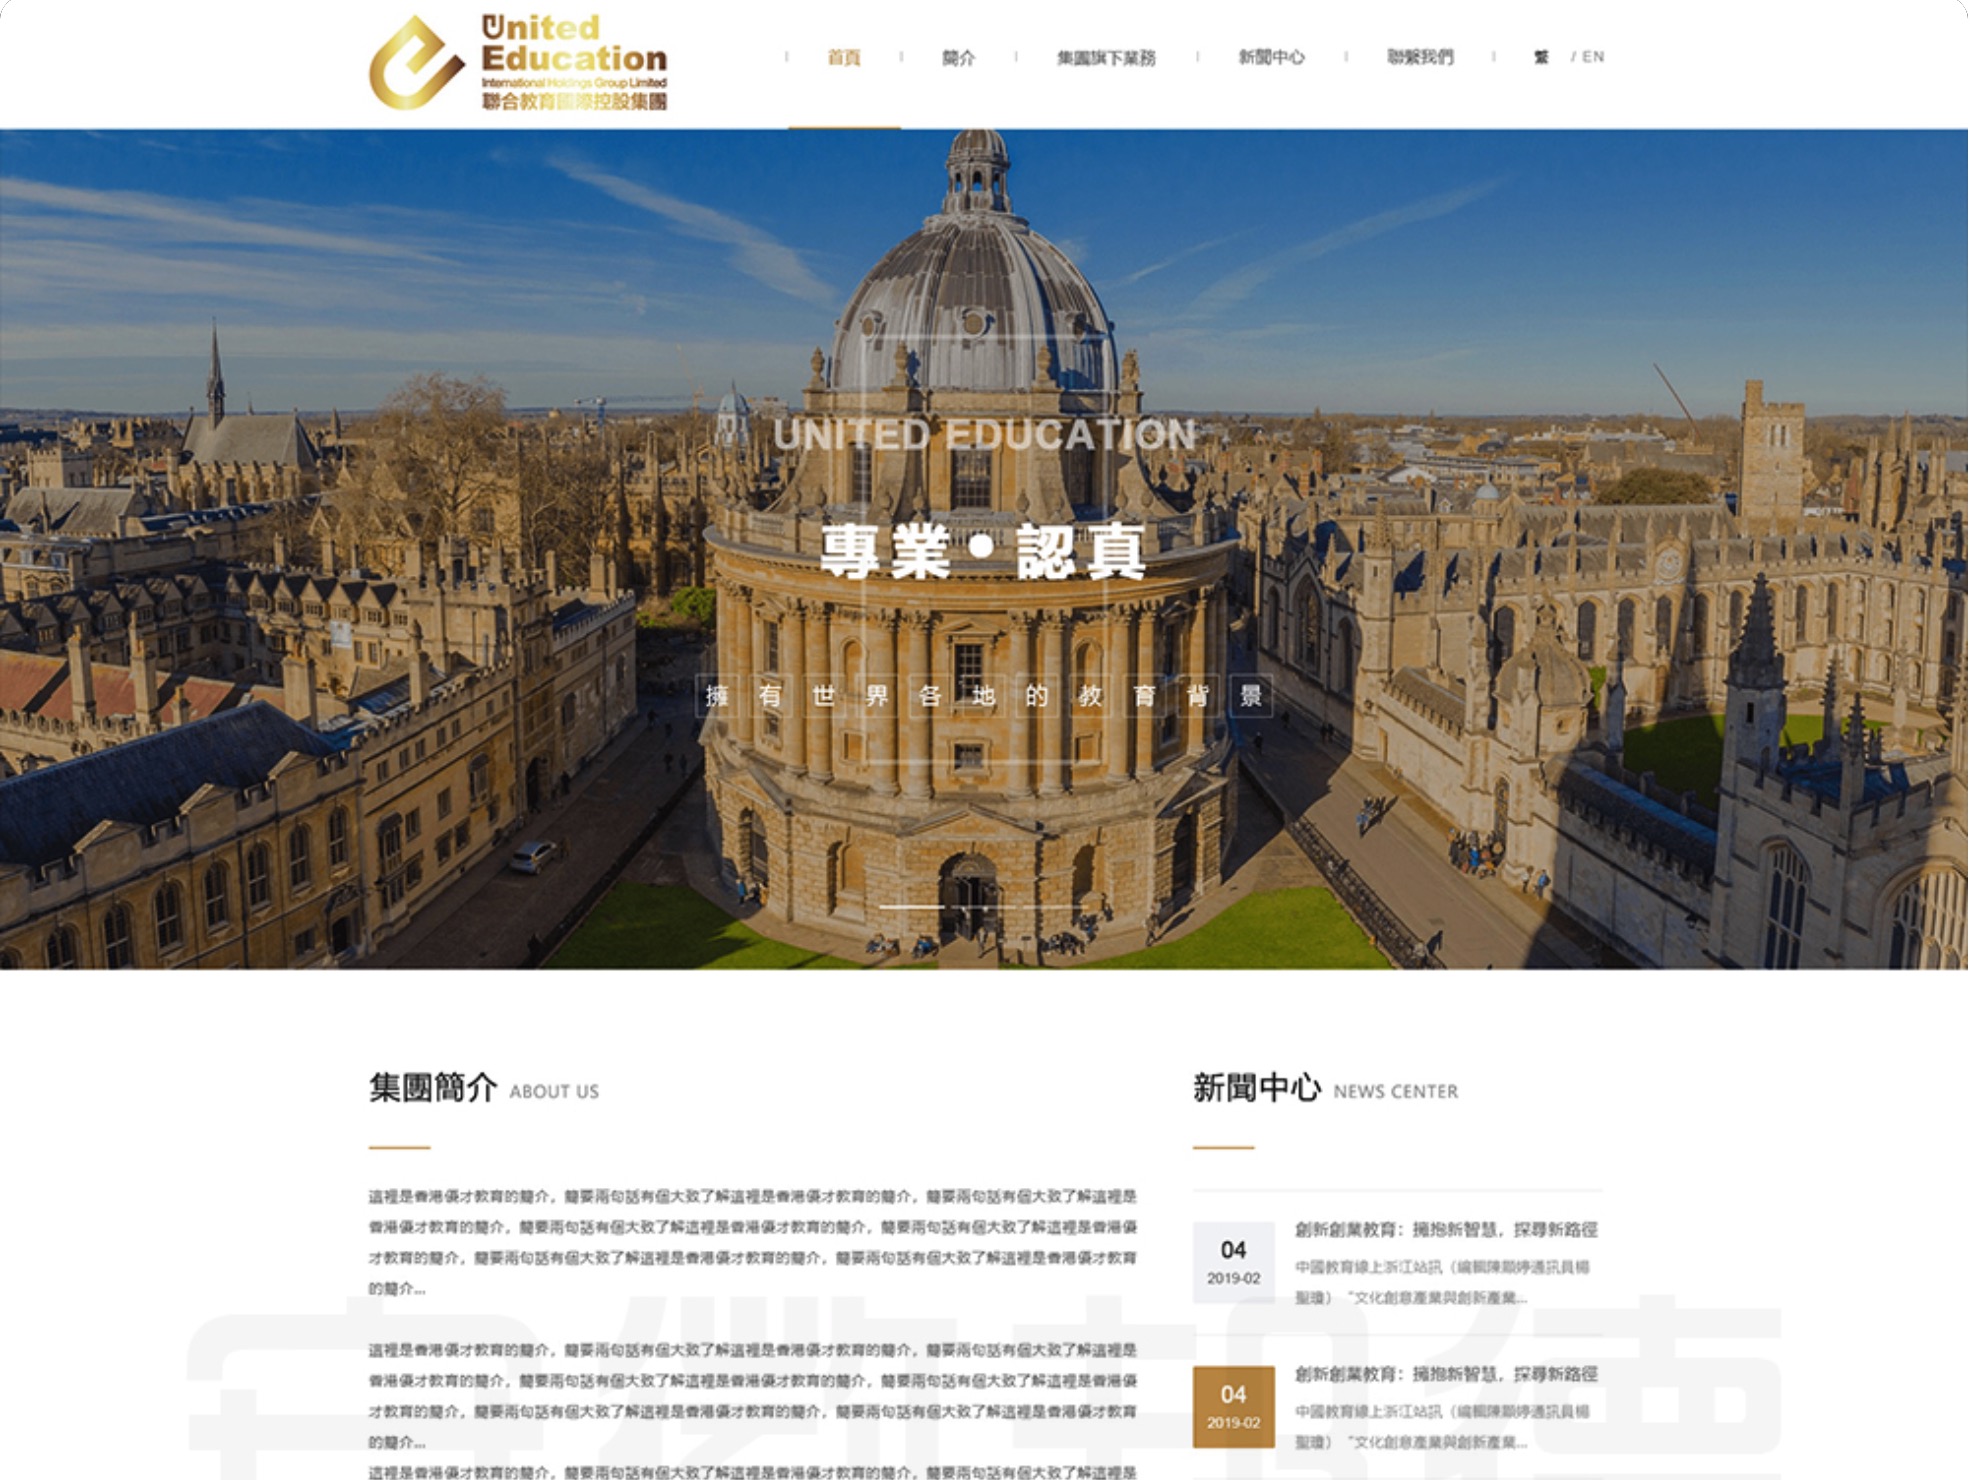 United
Education
International Holdings Group Limited
聯合教育國際控股集團
首頁
簡介
集團旗下業務
新聞中心
聯繫我們
繁 / EN
UNITED EDUCATION
專業•認真
擁有世界各地的教育背景
集團簡介 ABOUT US
這裡是香港優才教育的簡介，簡要兩句話有個大致了解這裡是香港優才教育的簡介，簡要兩句話有個大致了解這裡是
香港優才教育的簡介，簡要兩句話有個大致了解這裡是香港優才教育的簡介，簡要兩句話有個大致了解這裡是香港優
才教育的簡介，簡要兩句話有個大致了解這裡是香港優才教育的簡介，簡要兩句話有個大致了解這裡是香港優才教育
的簡介...
這裡是香港優才教育的簡介，簡要兩句話有個大致了解這裡是香港優才教育的簡介，簡要兩句話有個大致了解這裡是
香港優才教育的簡介，簡要兩句話有個大致了解這裡是香港優才教育的簡介，簡要兩句話有個大致了解這裡是香港優
才教育的簡介，簡要兩句話有個大致了解這裡是香港優才教育的簡介，簡要兩句話有個大致了解這裡是香港優才教育
的簡介...
這裡是香港優才教育的簡介，簡要兩句話有個大致了解這裡是香港優才教育的簡介，簡要兩句話有個大致了解這裡是
新聞中心 NEWS CENTER
04
2019-02
創新創業教育：擁抱新智慧，探尋新路徑
中國教育線上浙江站訊（編輯陳順婷通訊員楊
聖瓊）“文化創意產業與創新產業...
04
2019-02
創新創業教育：擁抱新智慧，探尋新路徑
中國教育線上浙江站訊（編輯陳順婷通訊員楊
聖瓊）“文化創意產業與創新產業...